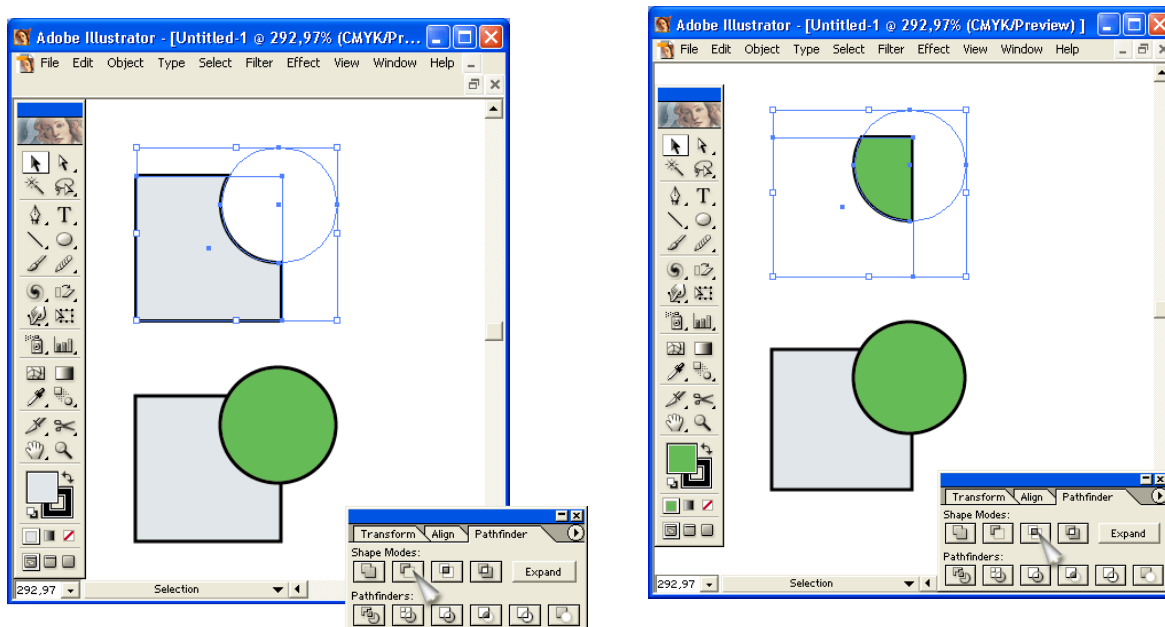 Adobe Illustrator - [Untitled-1 @ 292,97% (CMYK/Pr...
File Edit Object Type Select Filter Effect View Window Help
T
292,97
Selection
Transform Align Pathfinder
Shape Modes:
Expand
Pathfinders:
Adobe Illustrator - [Untitled-1 @ 292,97% (CMYK/Preview) ]
File Edit Object Type Select Filter Effect View Window Help
T
292,97
Selection
Transform Align Pathfinder
Shape Modes:
Expand
Pathfinders: